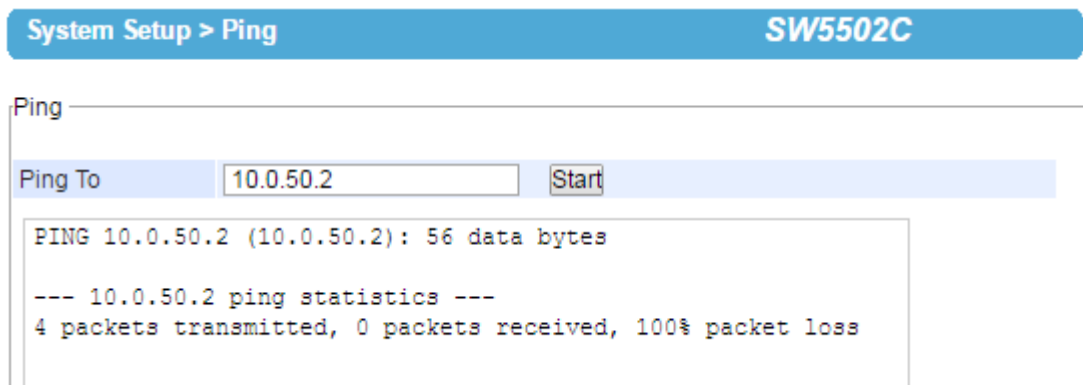 System Setup > Ping SW5502C
Ping
Ping To 10.0.50.2 Start
PING 10.0.50.2 (10.0.50.2): 56 data bytes
--- 10.0.50.2 ping statistics ---
4 packets transmitted, 0 packets received, 100% packet loss